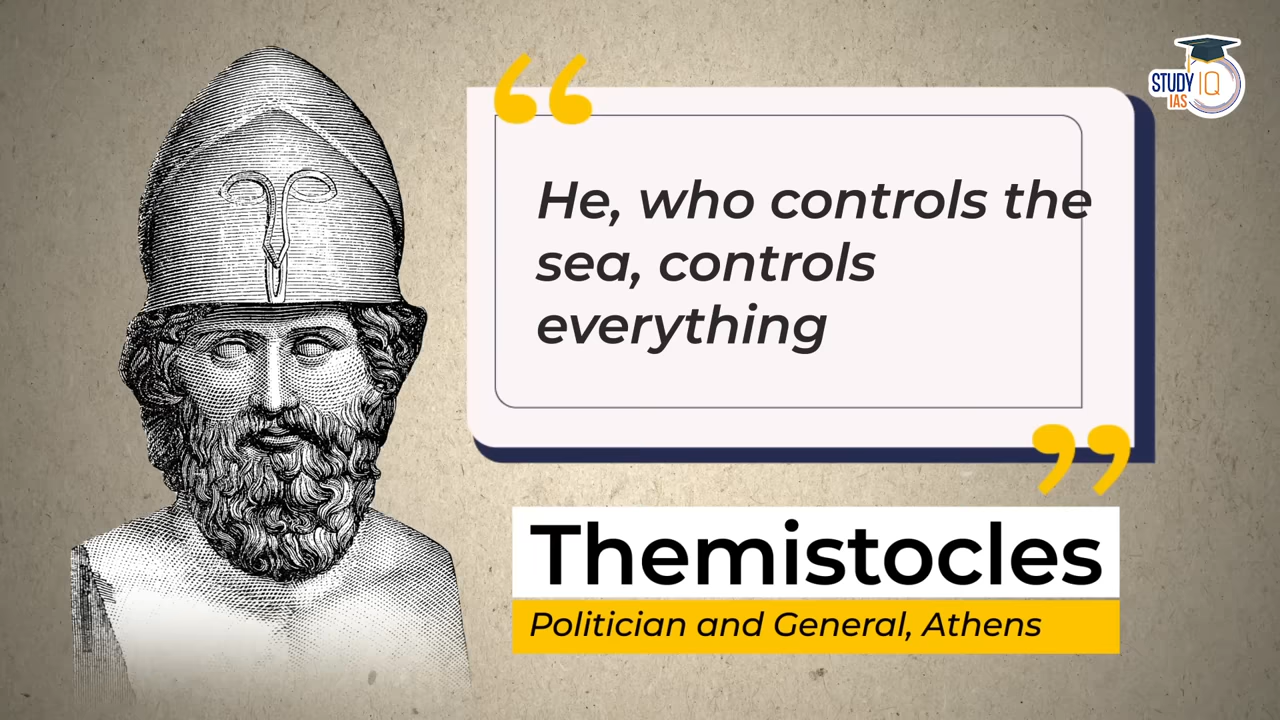 STUDY IQ
IAS
“
He, who controls the
sea, controls
everything
”
Themistocles
Politician and General, Athens